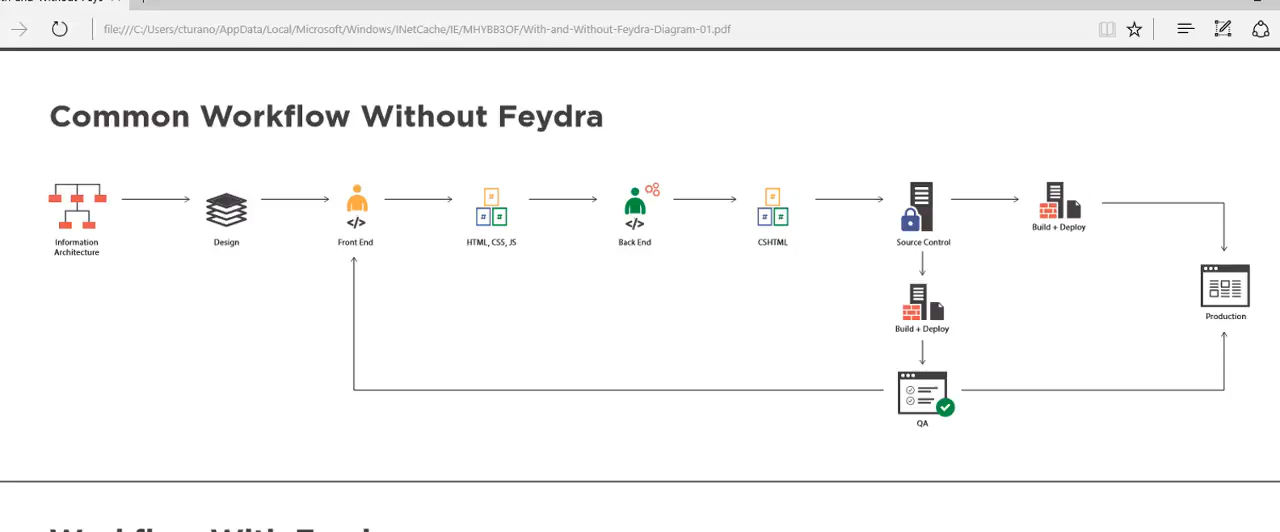 file:///C:/Users/cturano/AppData/Local/Microsoft/Windows/INetCache/IE/MHYBB3OF/With-and-Without-Feydra-Diagram-01.pdf
Common Workflow Without Feydra
Information
Architecture
Design
</>
Front End
# # #
HTML, CSS, JS
</>
Back End
# # #
CSHTML
Source Control
Build + Deploy
Build + Deploy
Production
QA